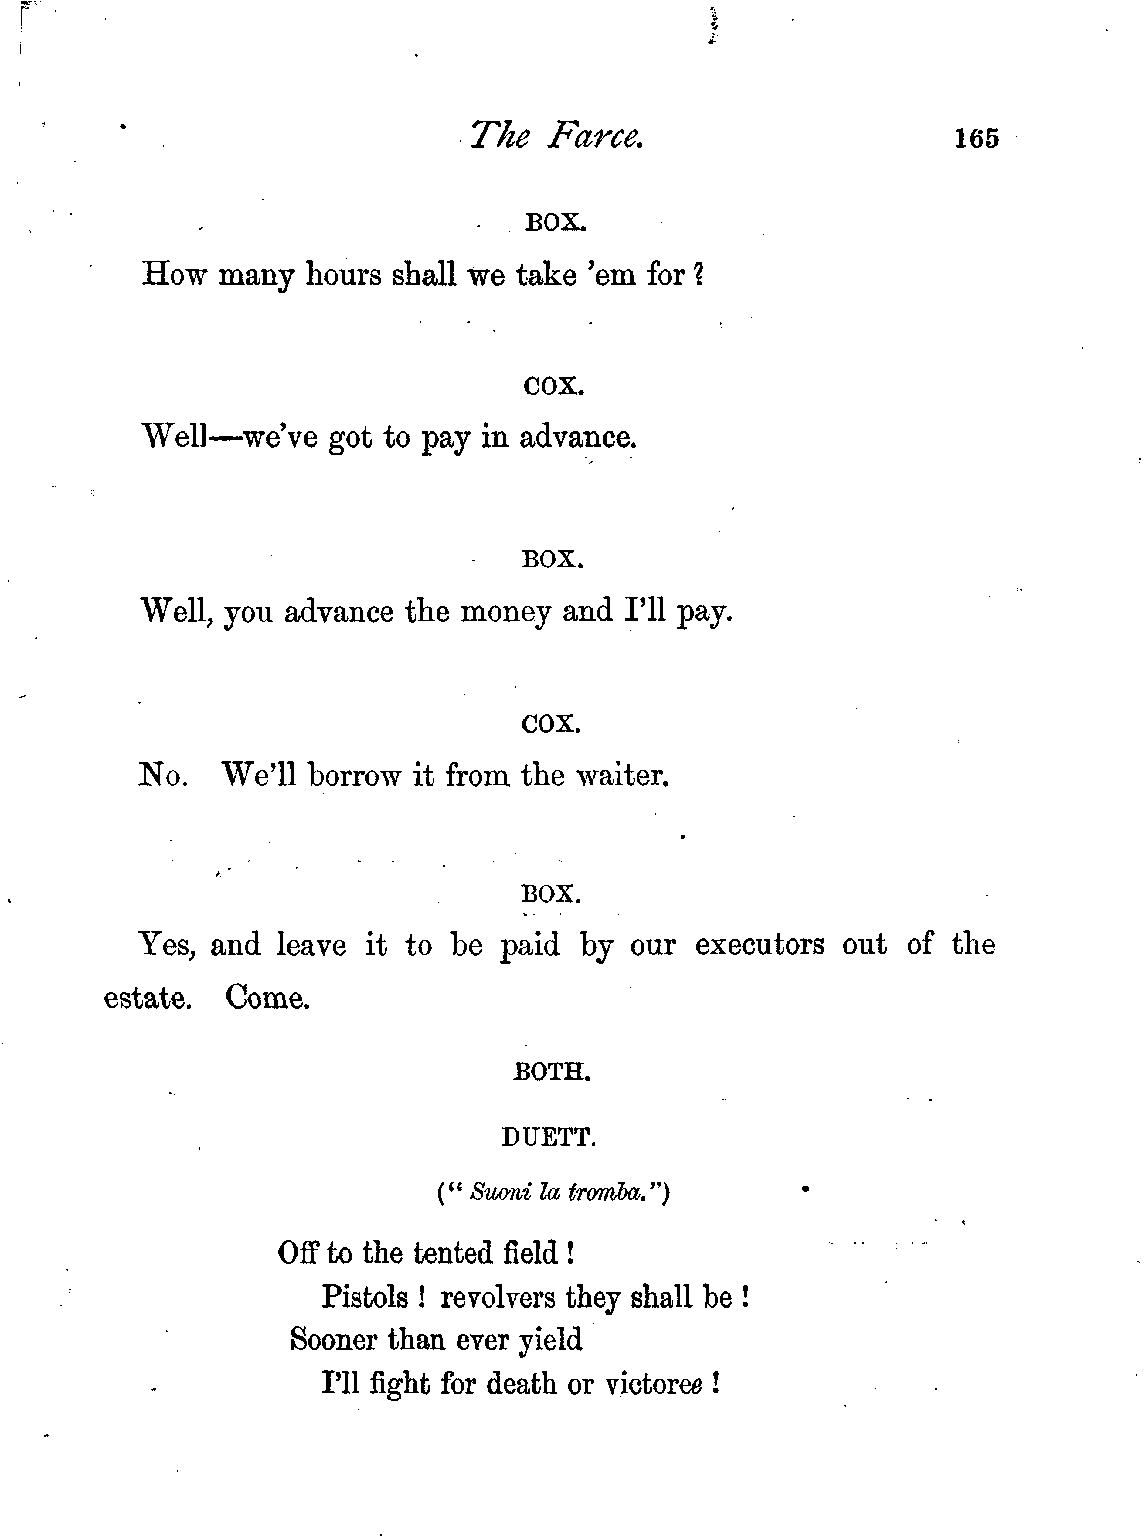 The Farce. 165
BOX.
How many hours shall we take 'em for?
COX.
Well—we've got to pay in advance.
BOX.
Well, you advance the money and I'll pay.
COX.
No. We'll borrow it from the waiter.
BOX.
Yes, and leave it to be paid by our executors out of the
estate. Come.
BOTH.
DUETT.
("Suoni la tromba.")
Off to the tented field!
Pistols! revolvers they shall be!
Sooner than ever yield
I'll fight for death or victoree!